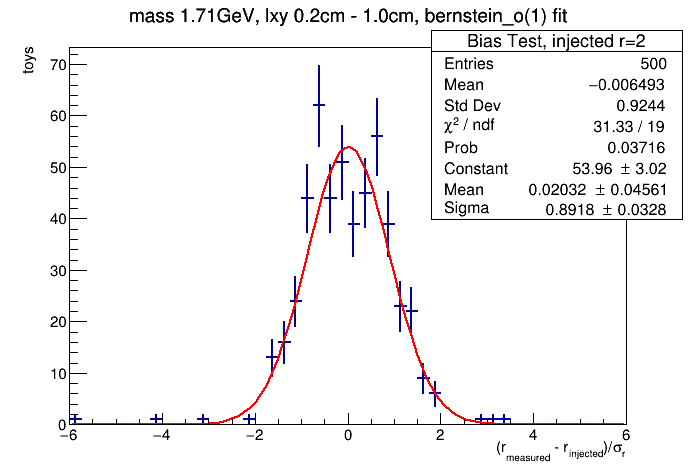 mass 1.71GeV, lxy 0.2cm - 1.0cm, bernstein_o(1) fit
toys
Bias Test, injected r=2
Entries 500
Mean −0.006493
Std Dev 0.9244
χ² / ndf 31.33 / 19
Prob 0.03716
Constant 53.96 ± 3.02
Mean 0.02032 ± 0.04561
Sigma 0.8918 ± 0.0328
70
60
50
40
30
20
10
0
−6 −4 −2 0 2 4 6
(r_measured - r_injected)/σ_r